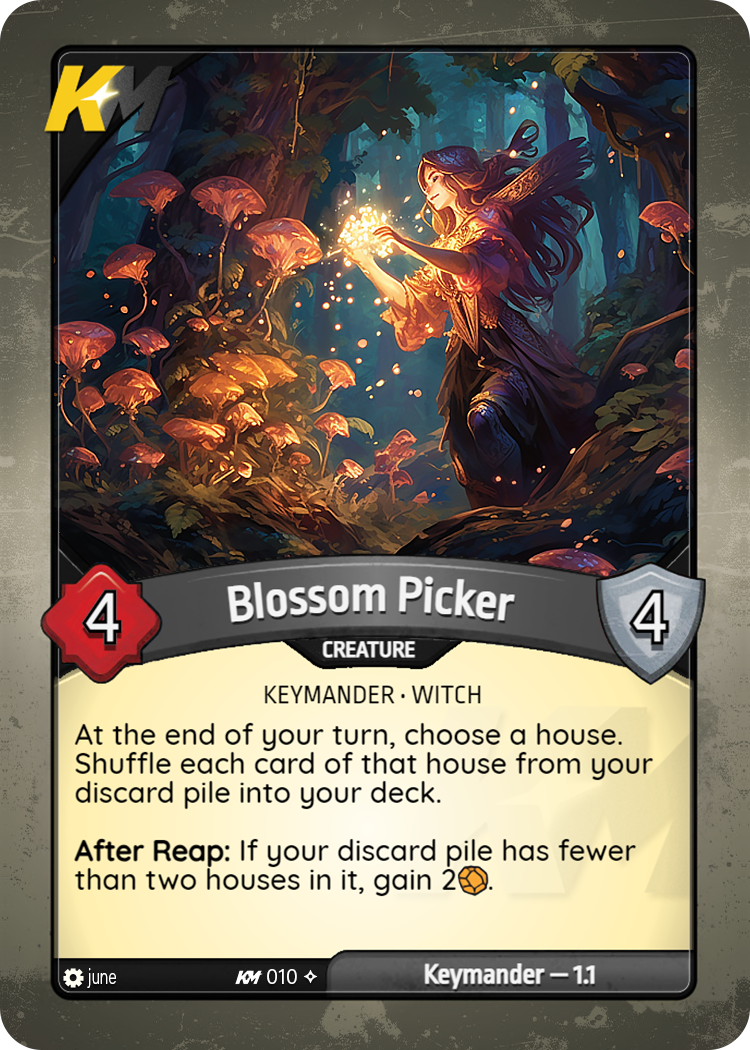 KM
4
Blossom Picker
4
CREATURE
KEYMANDER · WITCH
At the end of your turn, choose a house.
Shuffle each card of that house from your
discard pile into your deck.
After Reap: If your discard pile has fewer
than two houses in it, gain 2.
june
KM 010
Keymander — 1.1